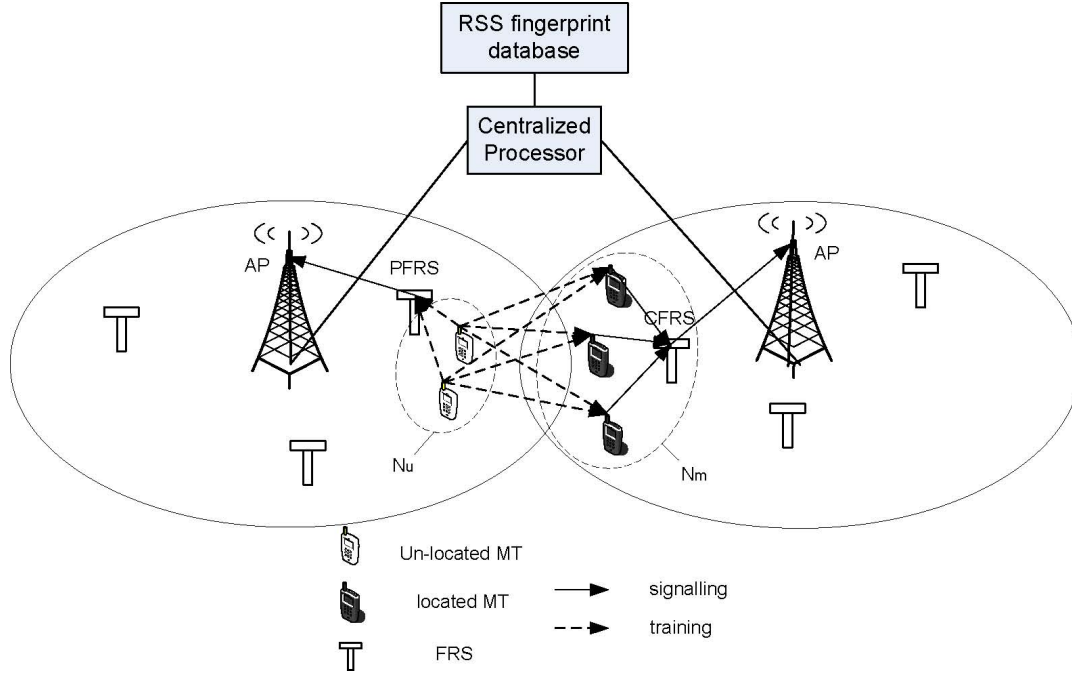 RSS fingerprint
database
Centralized
Processor
AP
PFRS
CFRS
AP
Nu
Nm
Un-located MT
located MT
FRS
signalling
training